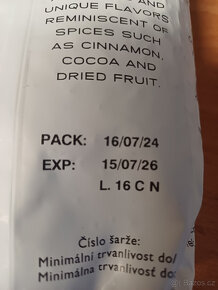 AND
UNIQUE FLAVORS
REMINISCENT OF
SPICES SUCH
AS CINNAMON,
COCOA AND
DRIED FRUIT.
PACK: 16/07/24
EXP: 15/07/26
L. 16 C N
Číslo šarže:
Minimální trvanlivost do/
Minimálna trvanlivosť do: